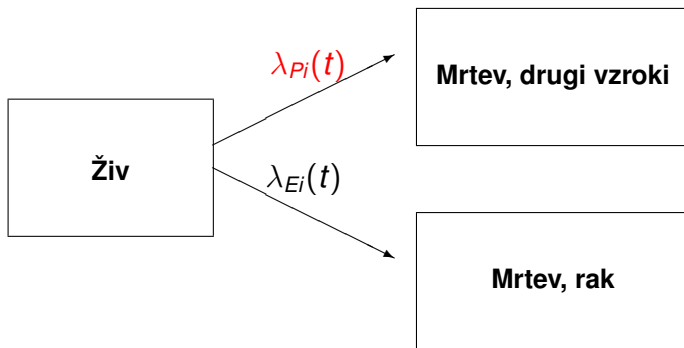 λPi(t)
Mrtev, drugi vzroki
Živ
λEi(t)
Mrtev, rak